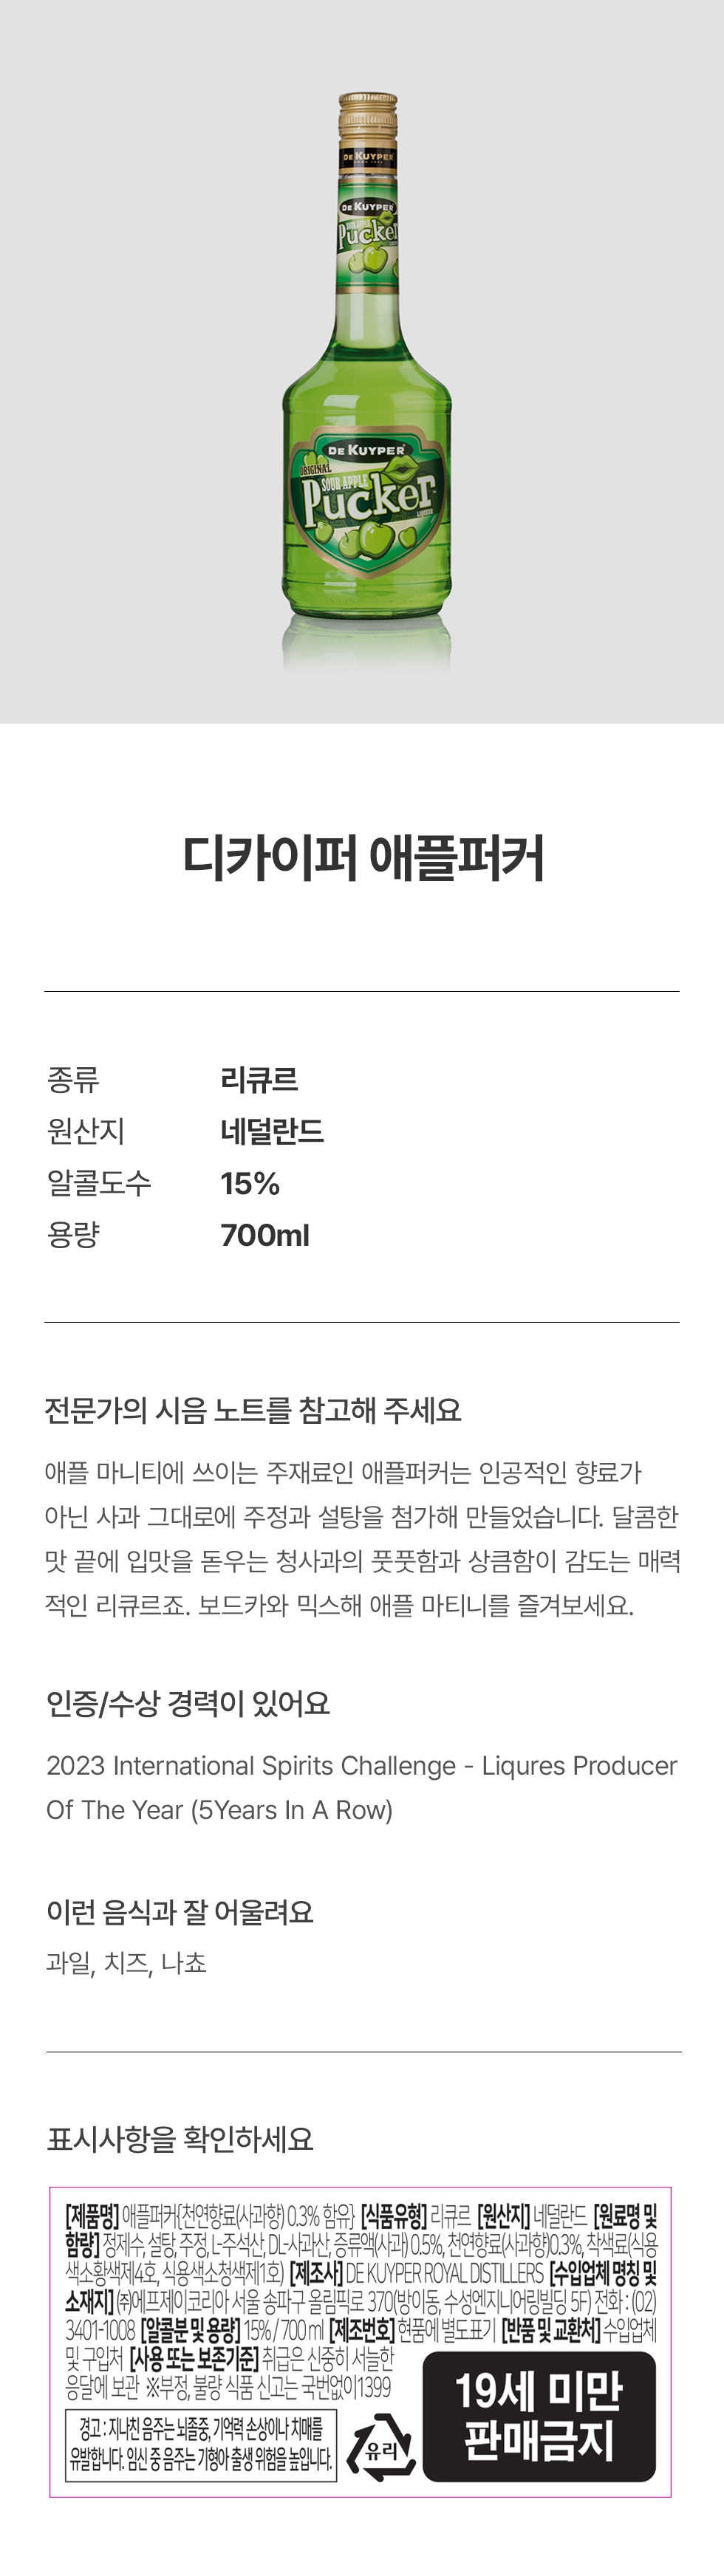 DE KUYPER
DE KUYPER
Pucker
DE KUYPER
ORIGINAL
SOUR APPLE
Pucker
LIQUEUR
디카이퍼 애플퍼커
종류 리큐르
원산지 네덜란드
알콜도수 15%
용량 700ml
전문가의 시음 노트를 참고해 주세요
애플 마니티에 쓰이는 주재료인 애플퍼커는 인공적인 향료가
아닌 사과 그대로에 주정과 설탕을 첨가해 만들었습니다. 달콤한
맛 끝에 입맛을 돋우는 청사과의 풋풋함과 상큼함이 감도는 매력
적인 리큐르죠. 보드카와 믹스해 애플 마티니를 즐겨보세요.
인증/수상 경력이 있어요
2023 International Spirits Challenge - Liqures Producer
Of The Year (5Years In A Row)
이런 음식과 잘 어울려요
과일, 치즈, 나쵸
표시사항을 확인하세요
[제품명] 애플퍼커{천연향료(사과향) 0.3% 함유} [식품유형] 리큐르 [원산지] 네덜란드 [원료명 및
함량] 정제수, 설탕, 주정, L-주석산, DL-사과산, 증류액(사과) 0.5%, 천연향료(사과향)0.3%, 착색료(식용
색소황색제4호, 식용색소청색제1호) [제조사] DE KUYPER ROYAL DISTILLERS [수입업체 명칭 및
소재지] ㈜에프제이코리아 서울 송파구 올림픽로 370(방이동, 수성엔지니어링빌딩 5F) 전화 : (02)
3401-1008 [알콜분 및 용량] 15% / 700 ml [제조번호] 현품에 별도표기 [반품 및 교환처] 수입업체
및 구입처 [사용 또는 보존기준] 취급은 신중히 서늘한
응달에 보관 ※부정, 불량 식품 신고는 국번없이1399
경고 : 지나친 음주는 뇌졸중, 기억력 손상이나 치매를
유발합니다. 임신 중 음주는 기형아 출생 위험을 높입니다.
유리
19세 미만
판매금지